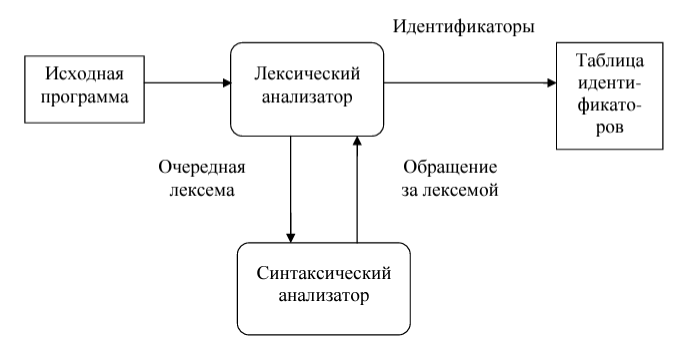 Идентификаторы
Исходная
программа
Лексический
анализатор
Таблица
иденти-
фикато-
ров
Очередная
лексема
Обращение
за лексемой
Синтаксический
анализатор